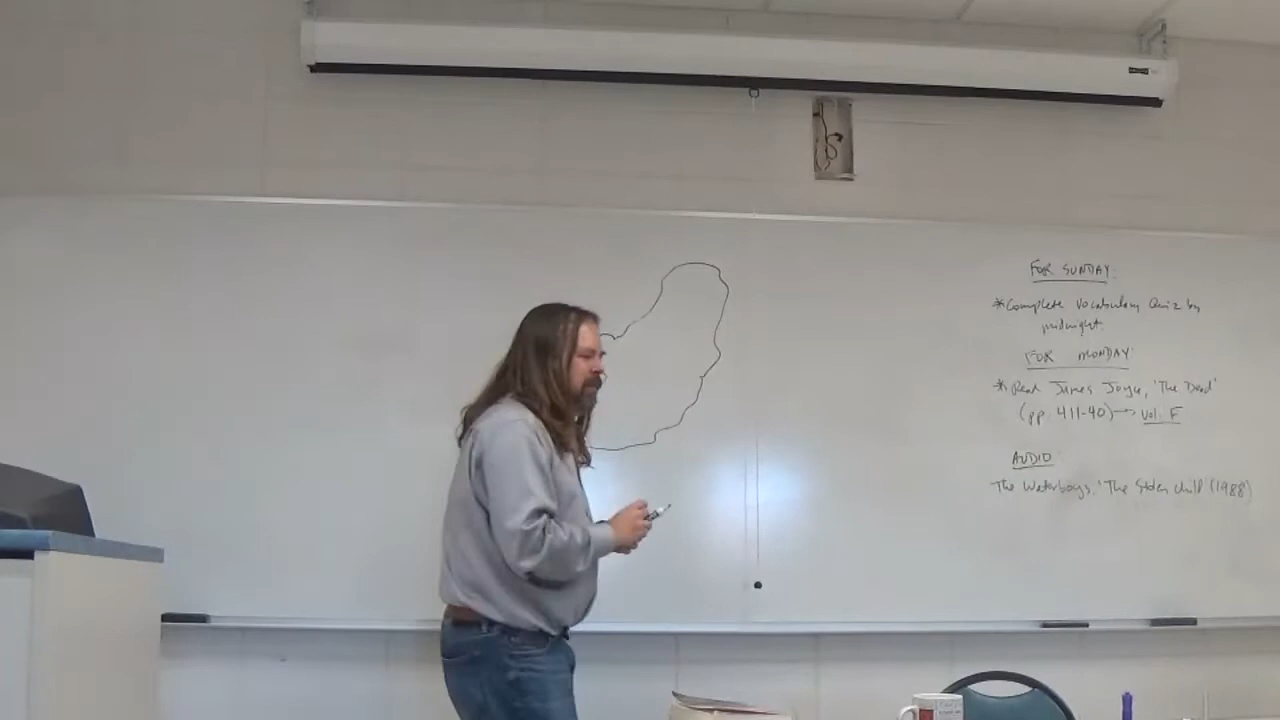 FOR SUNDAY:
*Complete Vocabulary Quiz by
midnight.
FOR MONDAY:
*Read James Joyce, 'The Dead'
(pp. 411-40)→ Vol. F
AUDIO:
The Waterboys, 'The Stolen Child' (1988)